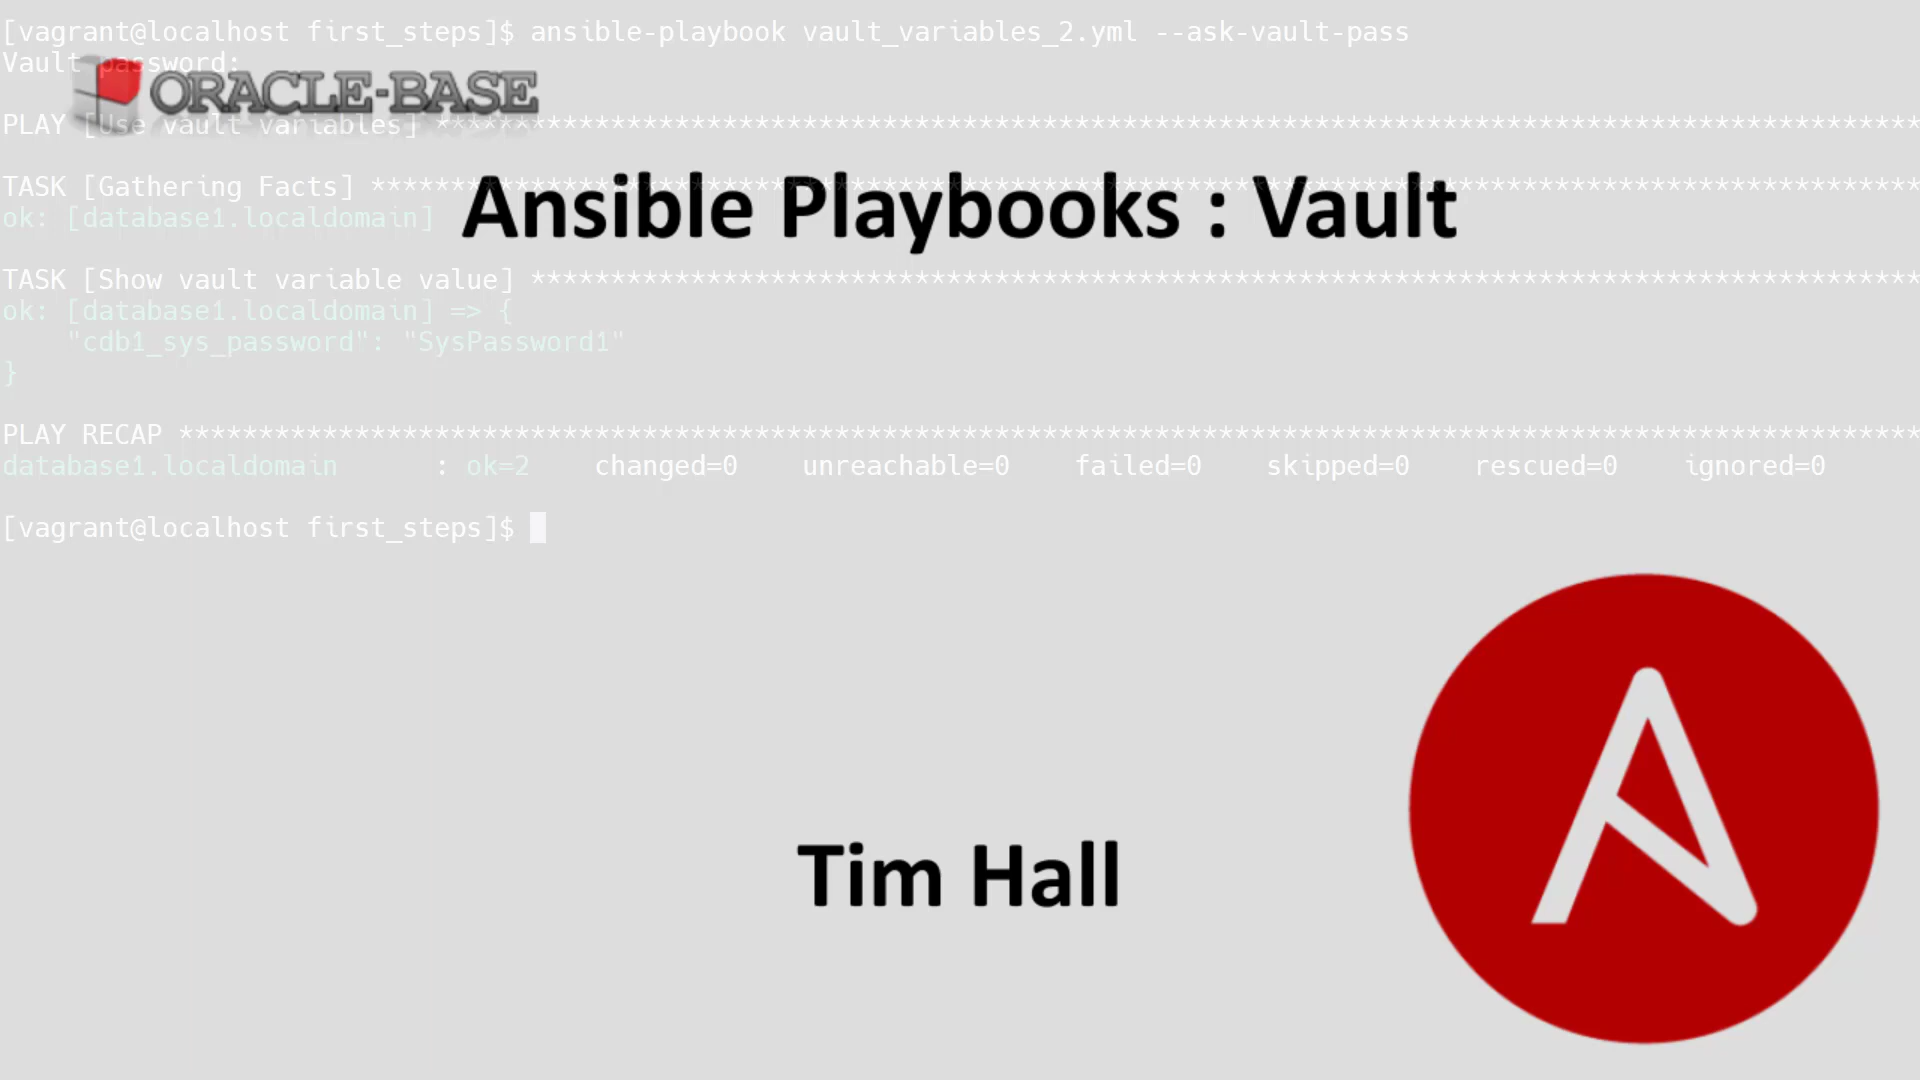 [vagrant@localhost first_steps]$ ansible-playbook vault_variables_2.yml --ask-vault-pass
Vault password:
ORACLE-BASE
PLAY [Use vault variables] *********************************************************************************************
TASK [Gathering Facts] *************************************************************************************************
ok: [database1.localdomain]
Ansible Playbooks : Vault
TASK [Show vault variable value] ***************************************************************************************
ok: [database1.localdomain] => {
    "cdb1_sys_password": "SysPassword1"
}
PLAY RECAP *************************************************************************************************************
database1.localdomain      : ok=2    changed=0    unreachable=0    failed=0    skipped=0    rescued=0    ignored=0
[vagrant@localhost first_steps]$
Tim Hall